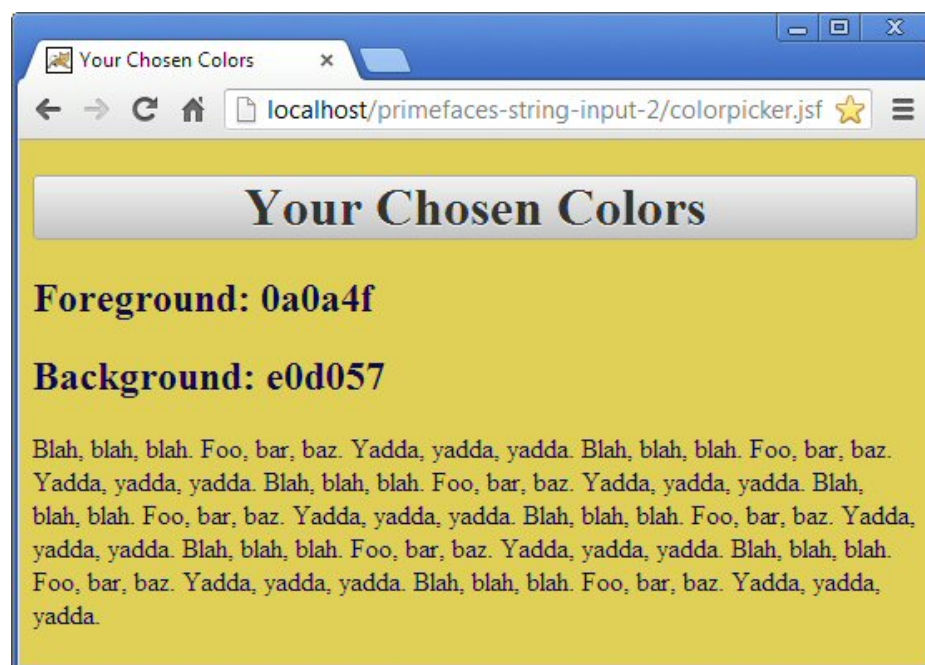 Your Chosen Colors
localhost/primefaces-string-input-2/colorpicker.jsf
Your Chosen Colors
Foreground: 0a0a4f
Background: e0d057
Blah, blah, blah. Foo, bar, baz. Yadda, yadda, yadda. Blah, blah, blah. Foo, bar, baz.
Yadda, yadda, yadda. Blah, blah, blah. Foo, bar, baz. Yadda, yadda, yadda. Blah,
blah, blah. Foo, bar, baz. Yadda, yadda, yadda. Blah, blah, blah. Foo, bar, baz. Yadda,
yadda, yadda. Blah, blah, blah. Foo, bar, baz. Yadda, yadda, yadda. Blah, blah, blah.
Foo, bar, baz. Yadda, yadda, yadda. Blah, blah, blah. Foo, bar, baz. Yadda, yadda,
yadda.